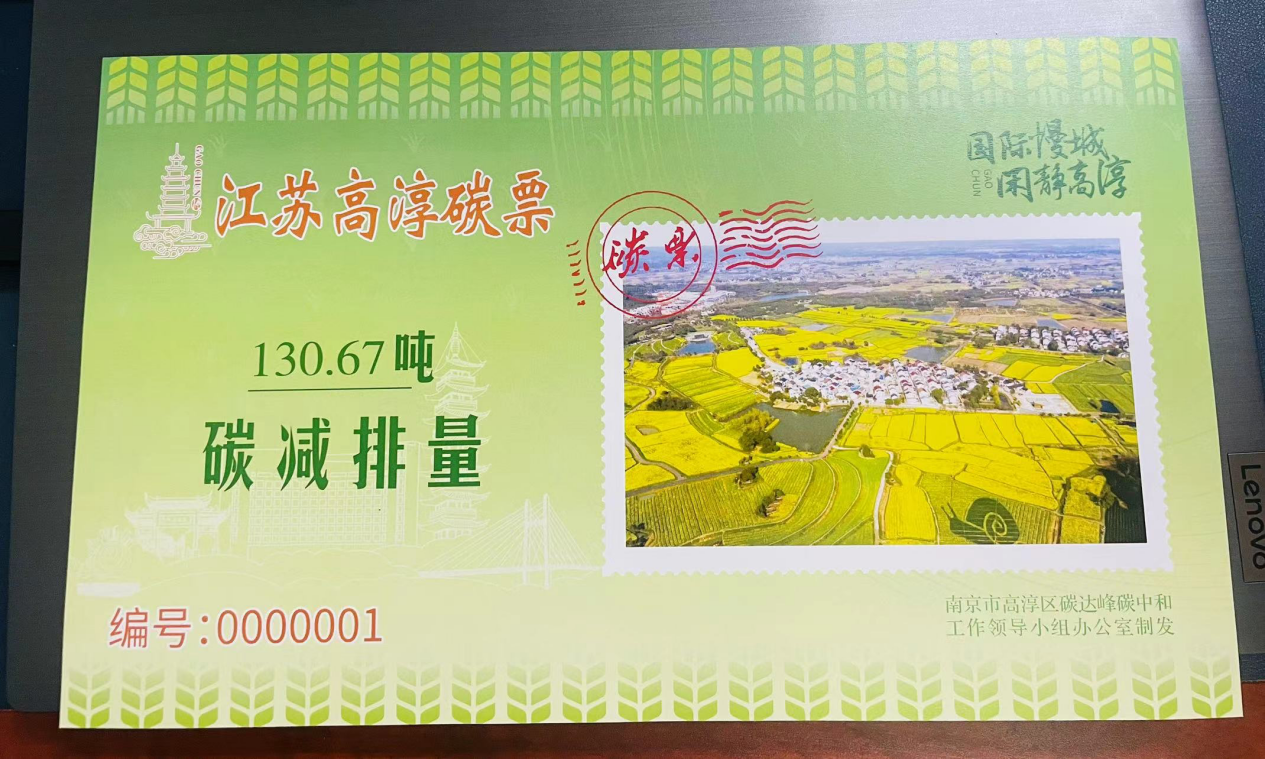 GAO CHUN
江苏高淳碳票
国际慢城
GAO
CHUN
闲静高淳
碳票
130.67吨
碳减排量
编号:0000001
南京市高淳区碳达峰碳中和
工作领导小组办公室制发
Lenovo